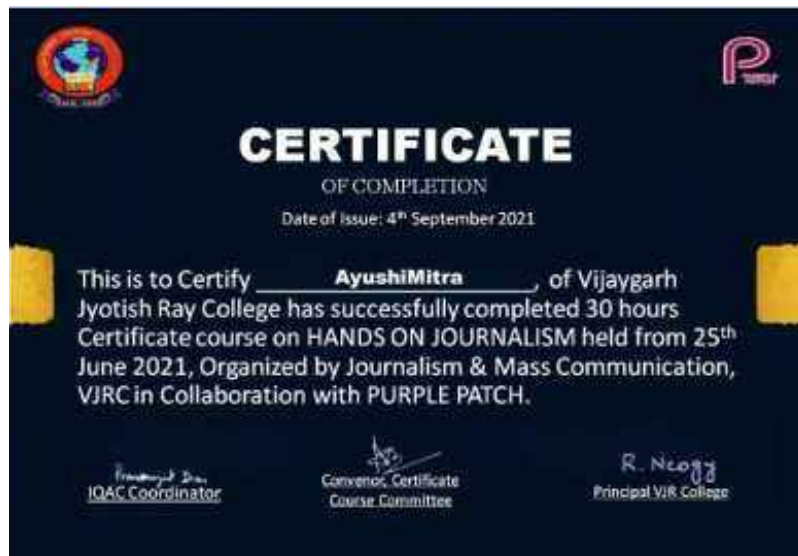 CERTIFICATE
OF COMPLETION
Date of Issue: 4th September 2021
This is to Certify AyushiMitra, of Vijaygarh
Jyotish Ray College has successfully completed 30 hours
Certificate course on HANDS ON JOURNALISM held from 25th
June 2021, Organized by Journalism & Mass Communication,
VJRC in Collaboration with PURPLE PATCH.
R. Neogy
IQAC Coordinator
Convenor, Certificate
Course Committee
Principal VJR College